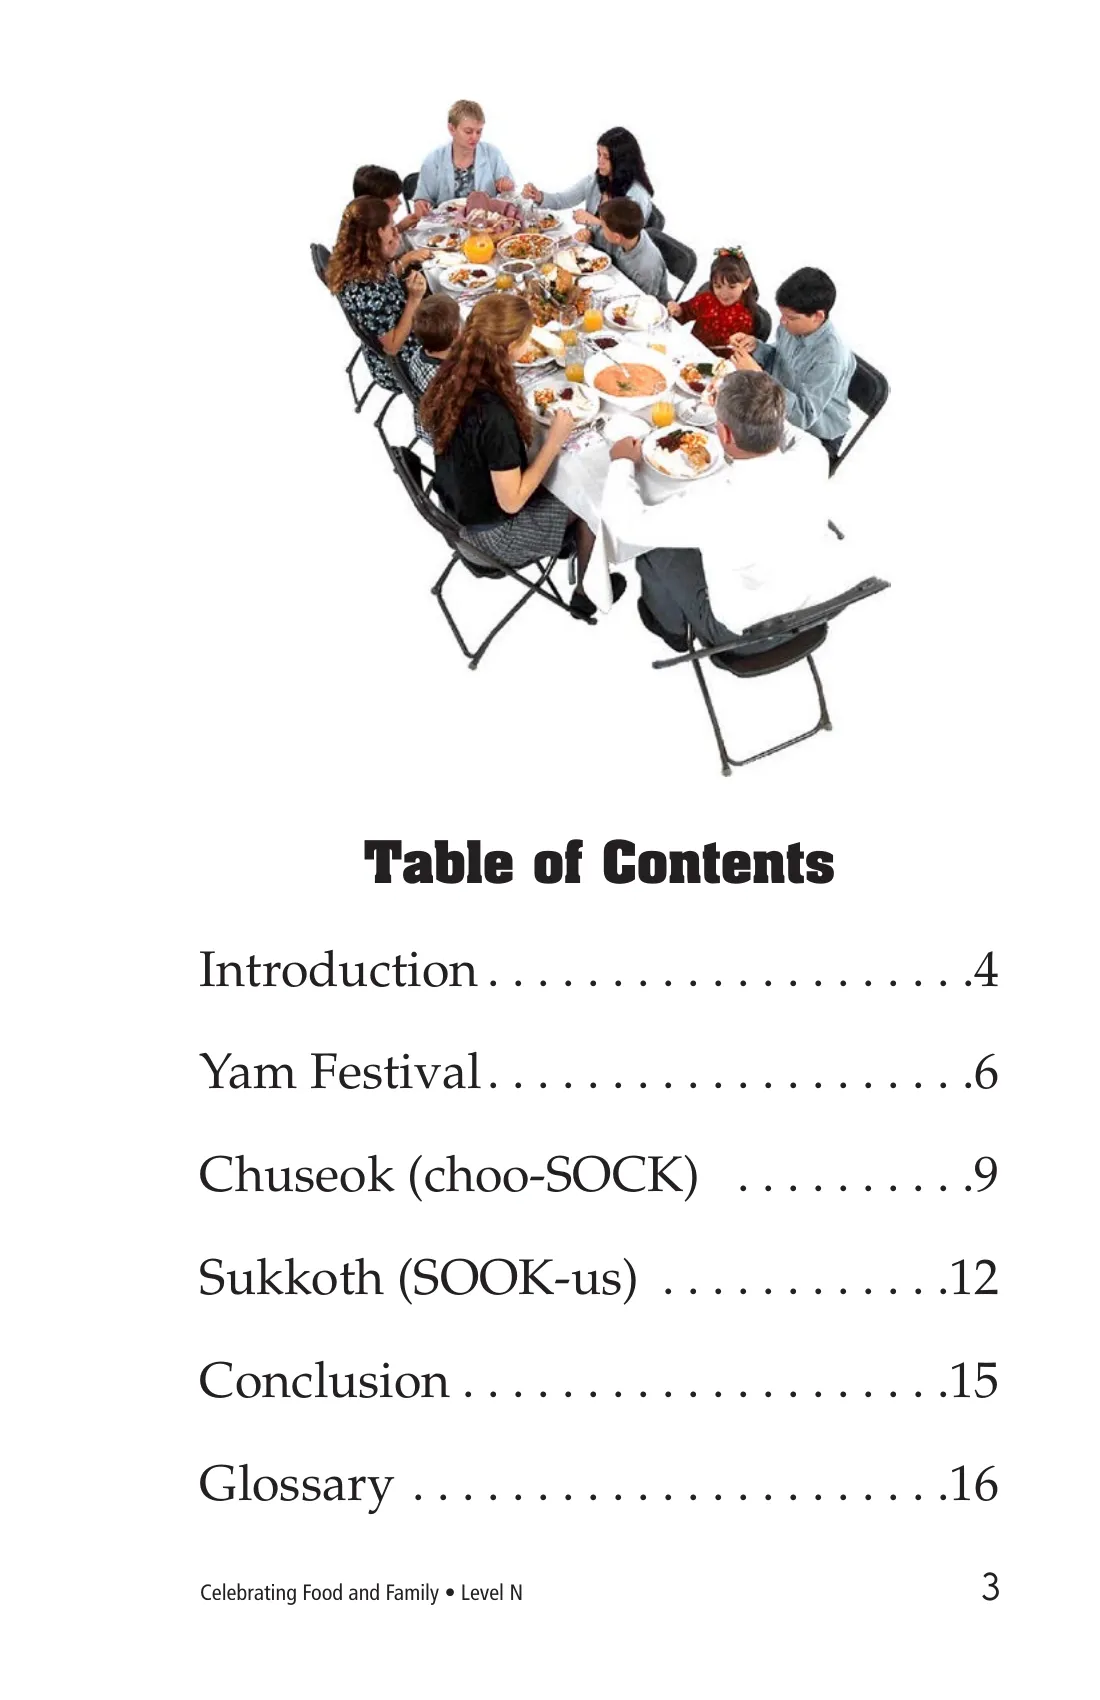 Table of Contents
Introduction . . . . . . . . . . . . . . . . . . . .4
Yam Festival. . . . . . . . . . . . . . . . . . . .6
Chuseok (choo-SOCK) . . . . . . . . . .9
Sukkoth (SOOK-us) . . . . . . . . . . . .12
Conclusion . . . . . . . . . . . . . . . . . . . .15
Glossary . . . . . . . . . . . . . . . . . . . . . .16
Celebrating Food and Family • Level N 3